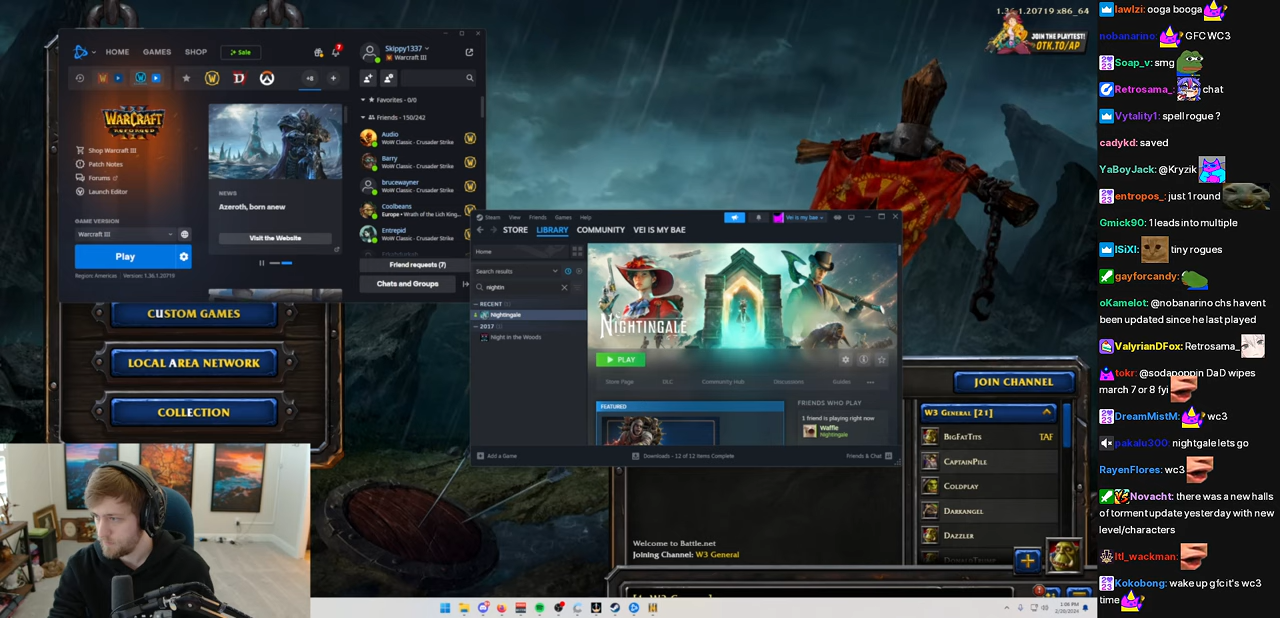 1.36.1.20719 x86_64
JOIN THE PLAYTEST!
OTK.TO/AP
HOME
GAMES
SHOP
Sale
Skippy1337
Warcraft III
+8
WARCRAFT
REFORGED
Shop Warcraft III
Patch Notes
Forums
Launch Editor
GAME VERSION
Warcraft III
Play
Region: Americas | Version: 1.36.1.20719
NEWS
Azeroth, born anew
Visit the Website
Favorites - 0/0
Friends - 150/242
Audio
WoW Classic - Crusader Strike
Barry
WoW Classic - Crusader Strike
brucewayner
WoW Classic - Crusader Strike
Coolbeans
Europe • Wrath of the Lich King...
Entrepid
WoW Classic - Crusader Strike
Friend requests (7)
Chats and Groups
CUSTOM GAMES
LOCAL AREA NETWORK
COLLECTION
Steam View Friends Games Help
Vei is my bae
STORE LIBRARY COMMUNITY VEI IS MY BAE
Home
Search results
nightin
RECENT
Nightingale
2017
Night in the Woods
NIGHTINGALE
PLAY
Store Page
DLC
Community Hub
Discussions
Guides
FEATURED
FRIENDS WHO PLAY
1 friend is playing right now
Waffle
Nightingale
Add a Game
Downloads - 12 of 12 Items Complete
Friends & Chat
JOIN CHANNEL
W3 GENERAL [21]
BIGFATTITS TAF
CAPTAINPILE
COLDPLAY
DARKANGEL
DAZZLER
Welcome to Battle.net
Joining Channel: W3 General
1:08 PM
2/20/2024
lawlzi: ooga booga
nobanarino: GFC WC3
Soap_v: smg
Retrosama_: chat
Vytality1: spell rogue ?
cadykd: saved
YaBoyJack: @Kryzik
entropos_: just 1 round
Gmick90: 1 leads into multiple
ISiXI: tiny rogues
gayforcandy:
oKamelot: @nobanarino chs havent
been updated since he last played
ValyrianDFox: Retrosama_
tokr: @sodapoppin DaD wipes
march 7 or 8 fyi
DreamMistM: wc3
pakalu300: nightgale lets go
RayenFlores: wc3
Novacht: there was a new halls
of torment update yesterday with new
level/characters
ltl_wackman:
Kokobong: wake up gfc it's wc3
time